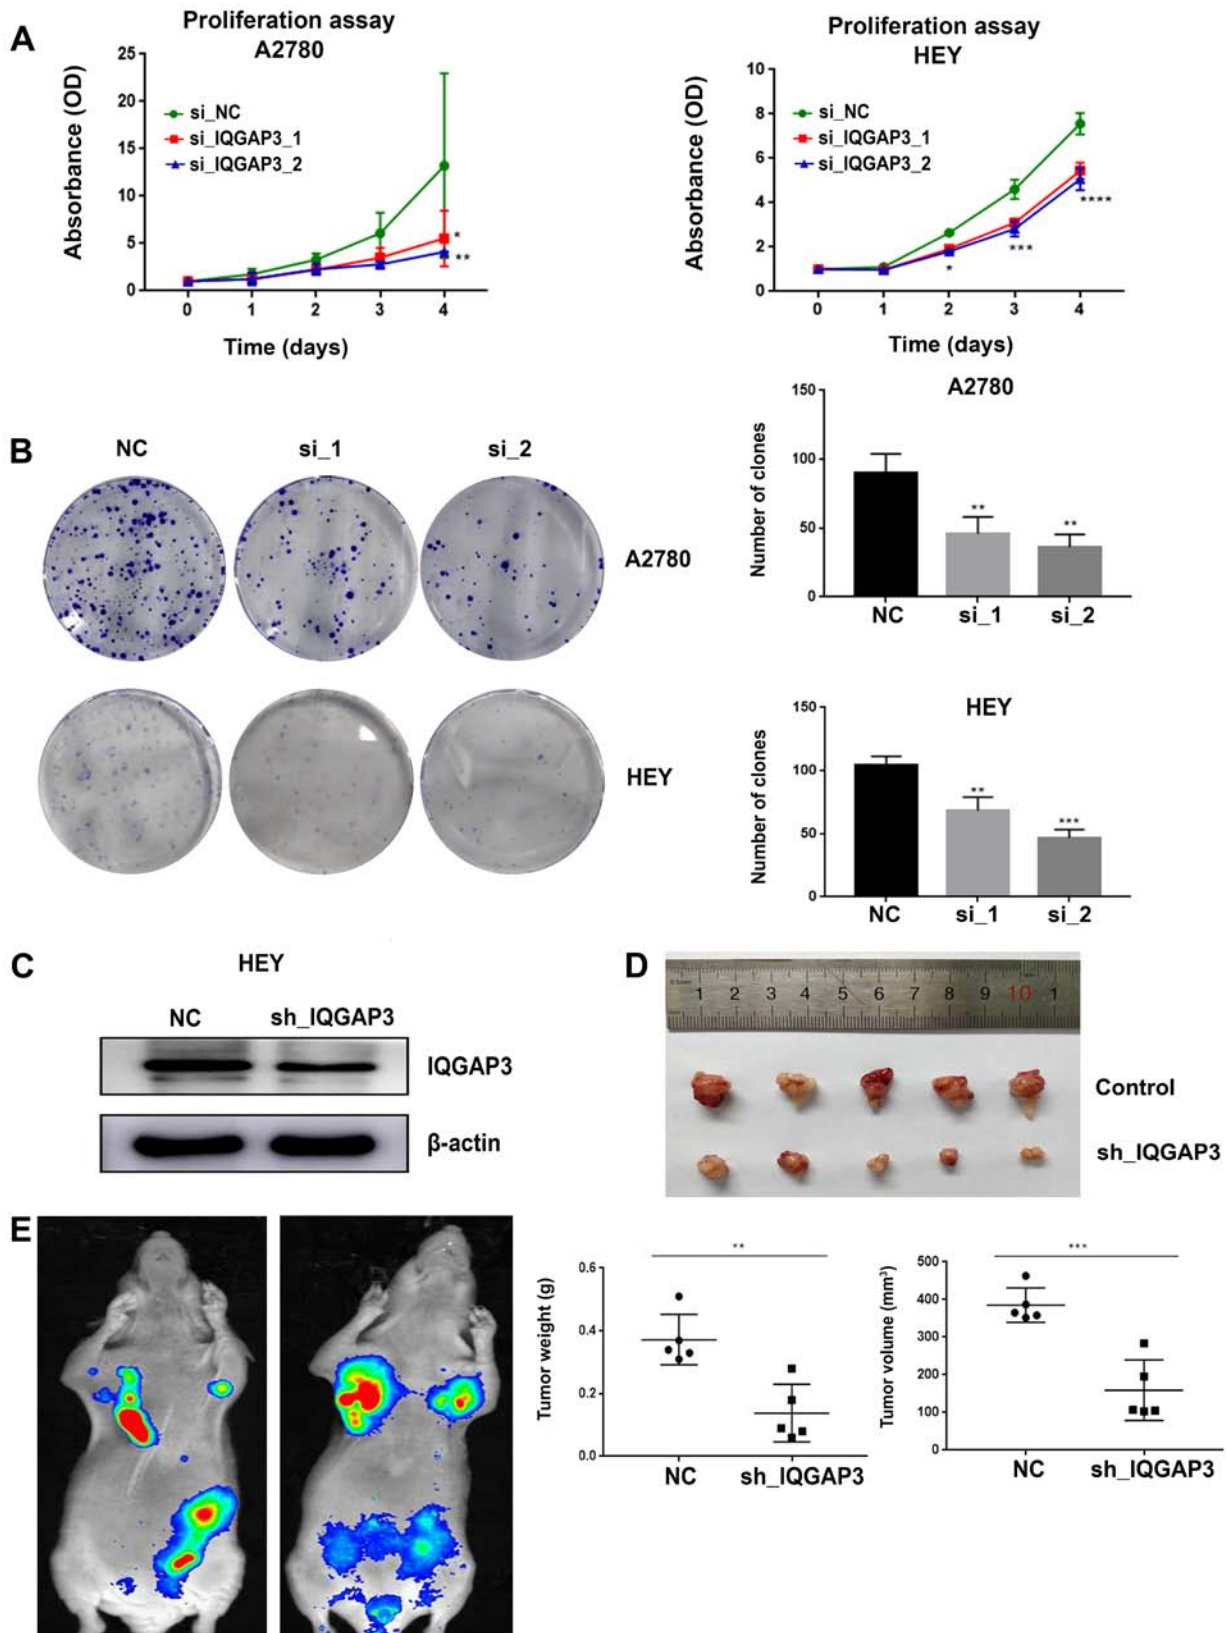 A
Proliferation assay
A2780
Absorbance (OD)
25
20
15
10
5
0
si_NC
si_IQGAP3_1
si_IQGAP3_2
*
**
0 1 2 3 4
Time (days)
Proliferation assay
HEY
Absorbance (OD)
10
8
6
4
2
0
si_NC
si_IQGAP3_1
si_IQGAP3_2
*
***
****
0 1 2 3 4
Time (days)
B
NC si_1 si_2
A2780
HEY
A2780
Number of clones
150
100
50
0
** **
NC si_1 si_2
HEY
Number of clones
150
100
50
0
** ***
NC si_1 si_2
C
HEY
NC sh_IQGAP3
IQGAP3
β-actin
D
1 2 3 4 5 6 7 8 9 10 1
Control
sh_IQGAP3
E
Tumor weight (g)
0.6
0.4
0.2
0.0
**
NC sh_IQGAP3
Tumor volume (mm³)
500
400
300
200
100
0
***
NC sh_IQGAP3